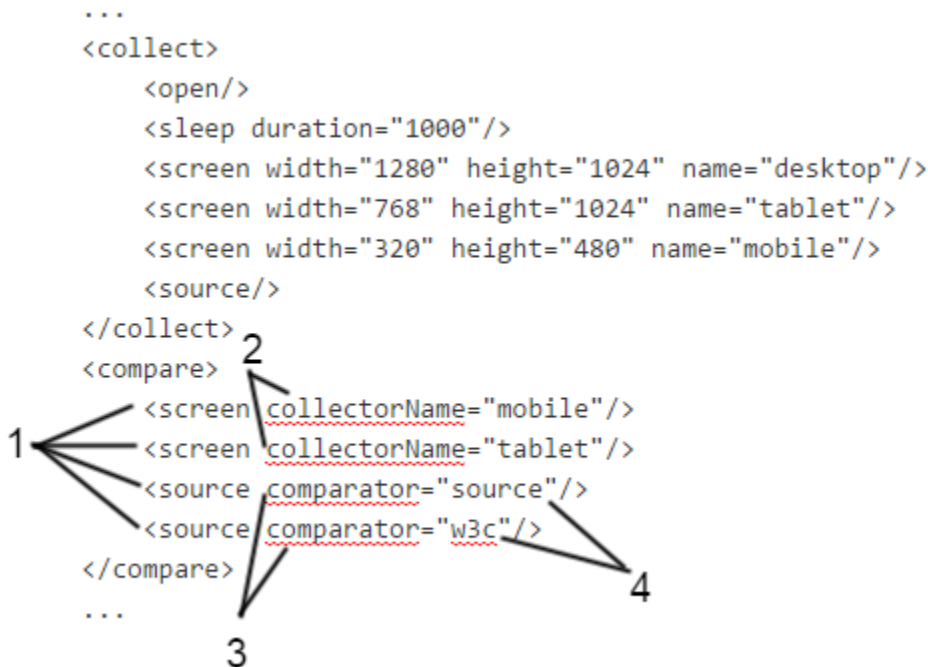 ...
<collect>
<open/>
<sleep duration="1000"/>
<screen width="1280" height="1024" name="desktop"/>
<screen width="768" height="1024" name="tablet"/>
<screen width="320" height="480" name="mobile"/>
<source/>
</collect>
2
<compare>
<screen collectorName="mobile"/>
1 <screen collectorName="tablet"/>
<source comparator="source"/>
<source comparator="w3c"/>
</compare>
4
...
3